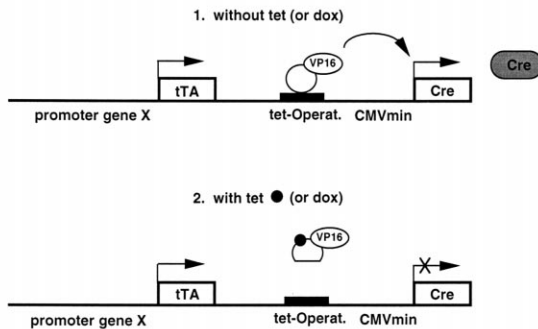 1. without tet (or dox)
VP16
Cre
tTA
Cre
promoter gene X
tet-Operat.
CMVmin
2. with tet ● (or dox)
VP16
tTA
Cre
promoter gene X
tet-Operat.
CMVmin